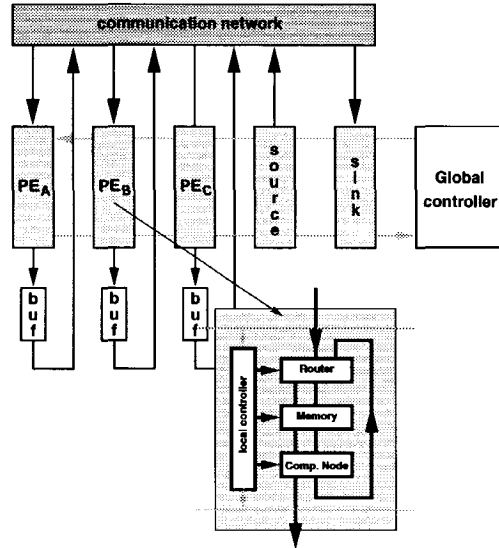 communication network
PEA
PEB
PEC
source
sink
Global
controller
buf
buf
buf
local controller
Router
Memory
Comp. Node